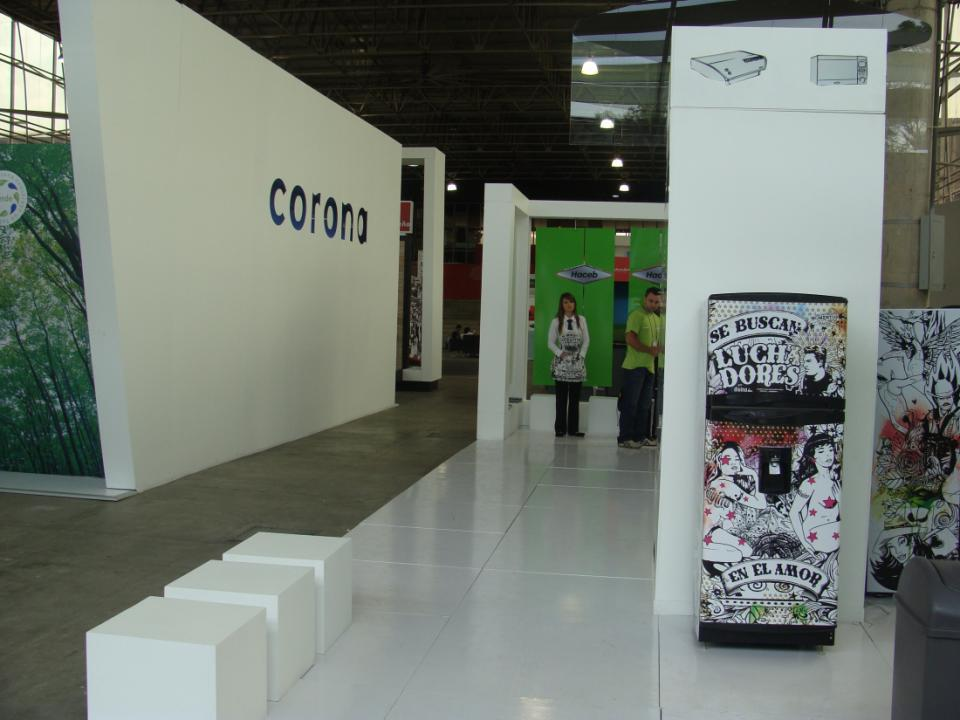 corona
Haceb
Haceb
SE BUSCAN
LUCHADORES
EN EL AMOR